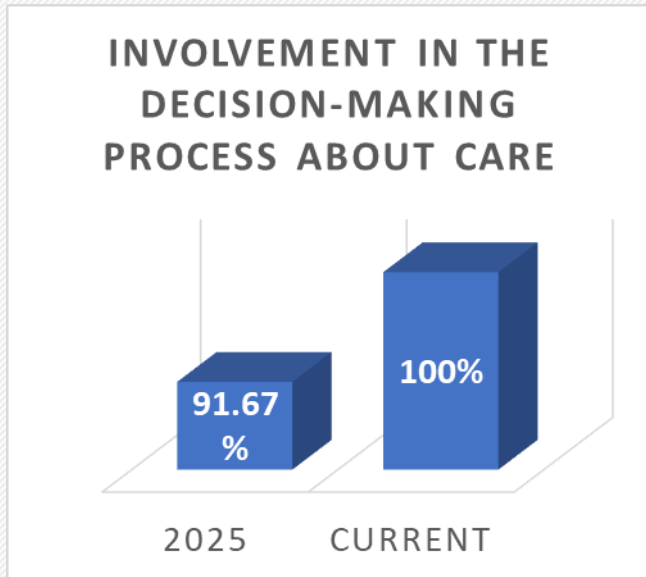 INVOLVEMENT IN THE
DECISION-MAKING
PROCESS ABOUT CARE
91.67
%
100%
2025
CURRENT